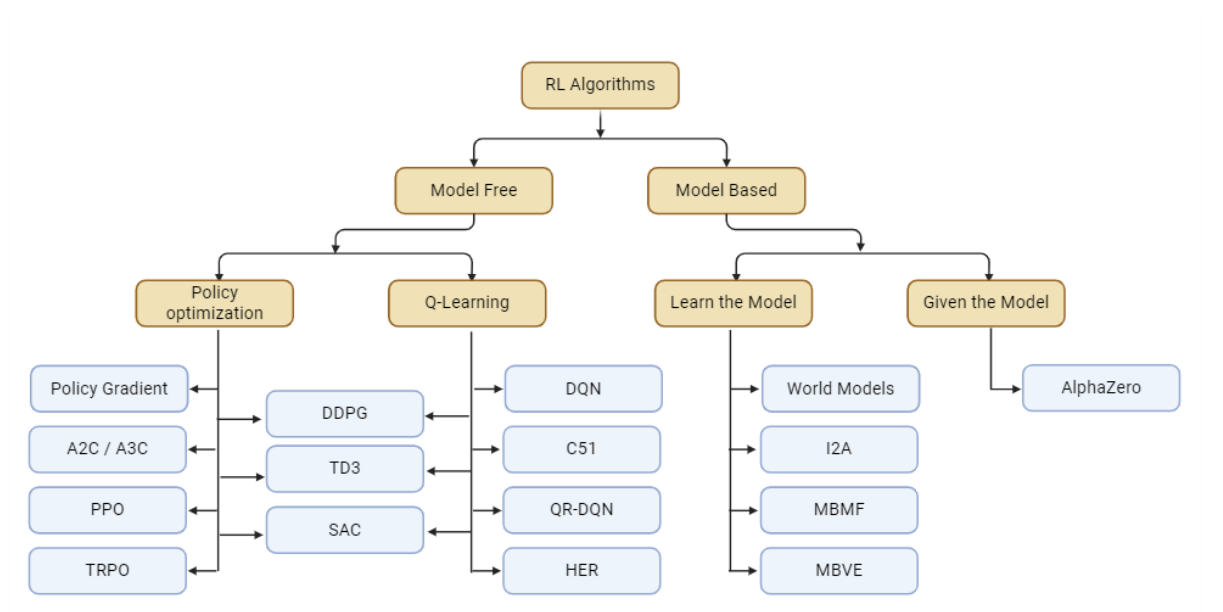 RL Algorithms
Model Free
Model Based
Policy
optimization
Q-Learning
Learn the Model
Given the Model
Policy Gradient
DDPG
DQN
World Models
AlphaZero
A2C / A3C
TD3
C51
I2A
PPO
SAC
QR-DQN
MBMF
TRPO
HER
MBVE